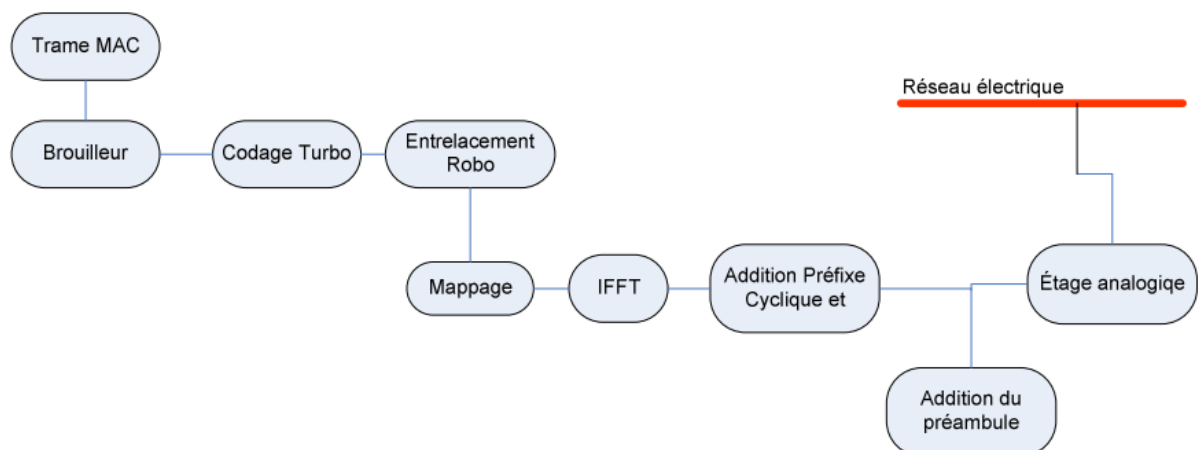 Trame MAC
Réseau électrique
Brouilleur
Codage Turbo
Entrelacement
Robo
Mappage
IFFT
Addition Préfixe
Cyclique et
Étage analogiqe
Addition du
préambule